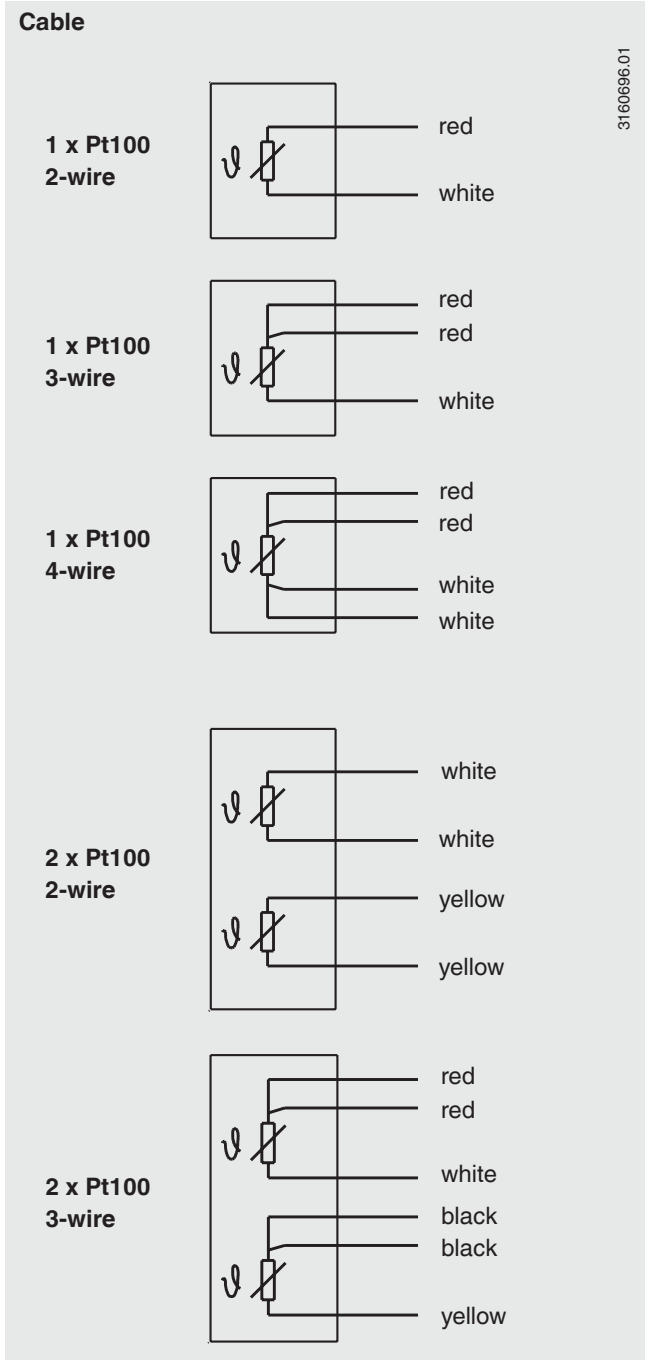 Cable
3160696.01
1 x Pt100
2-wire
ϑ
red
white
1 x Pt100
3-wire
ϑ
red
red
white
1 x Pt100
4-wire
ϑ
red
red
white
white
2 x Pt100
2-wire
ϑ
white
white
ϑ
yellow
yellow
2 x Pt100
3-wire
ϑ
red
red
white
ϑ
black
black
yellow